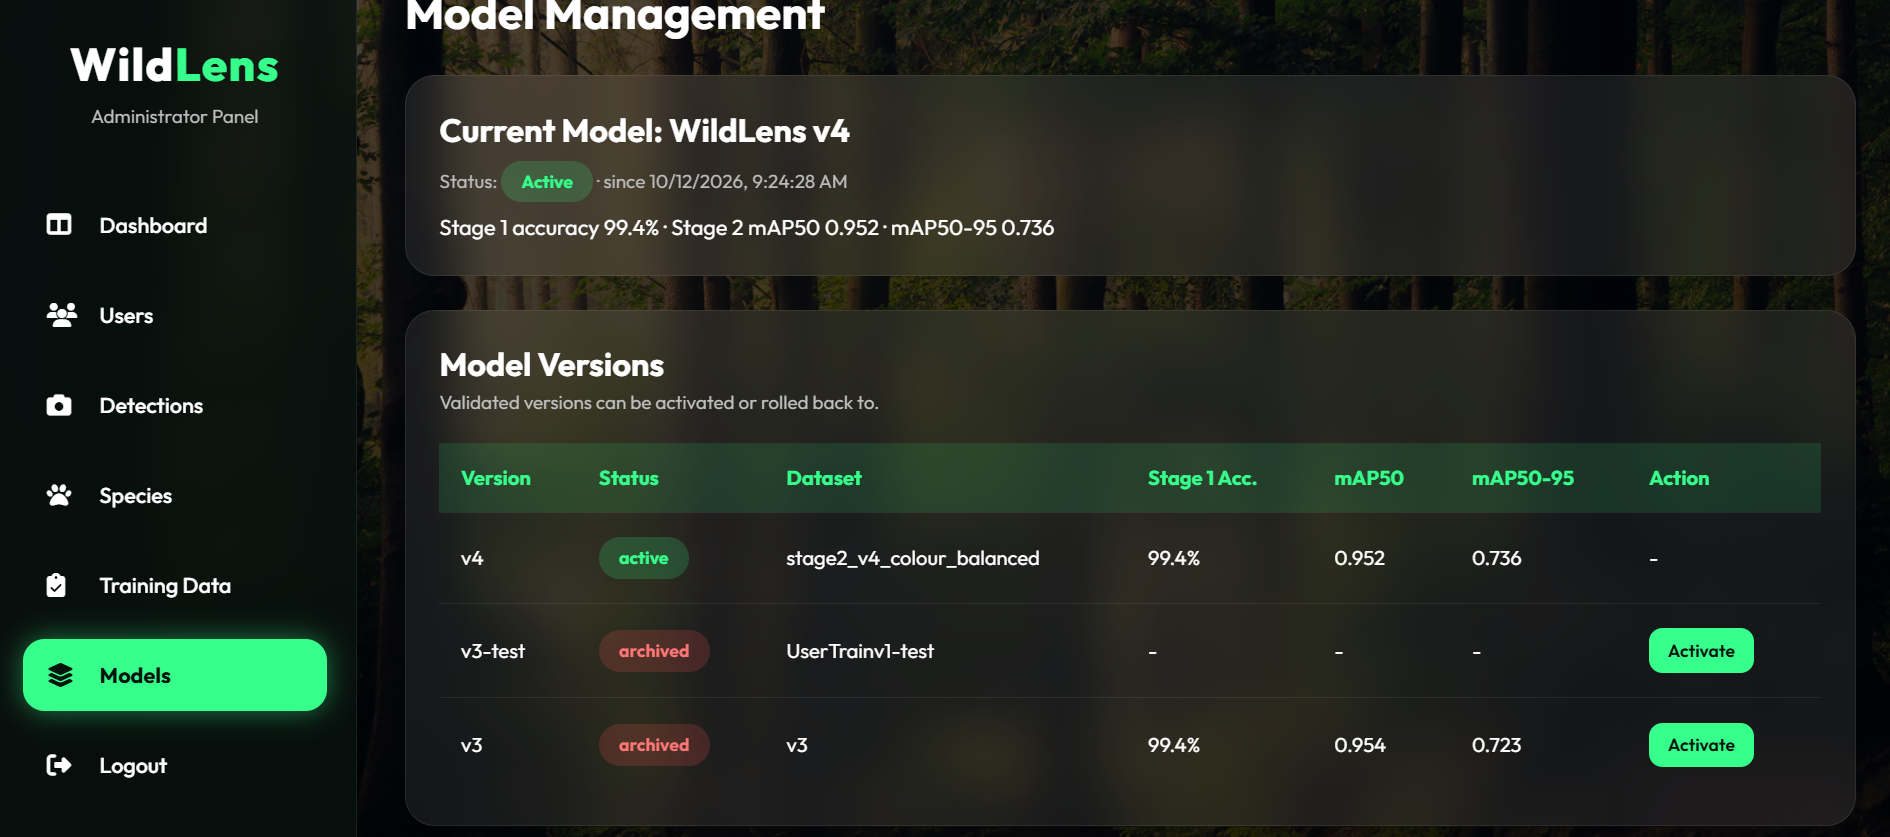 Model Management
WildLens
Administrator Panel
Dashboard
Users
Detections
Species
Training Data
Models
Logout
Current Model: WildLens v4
Status: Active · since 10/12/2026, 9:24:28 AM
Stage 1 accuracy 99.4% · Stage 2 mAP50 0.952 · mAP50-95 0.736
Model Versions
Validated versions can be activated or rolled back to.
Version Status Dataset Stage 1 Acc. mAP50 mAP50-95 Action
v4 active stage2_v4_colour_balanced 99.4% 0.952 0.736 -
v3-test archived UserTrainv1-test - - - Activate
v3 archived v3 99.4% 0.954 0.723 Activate